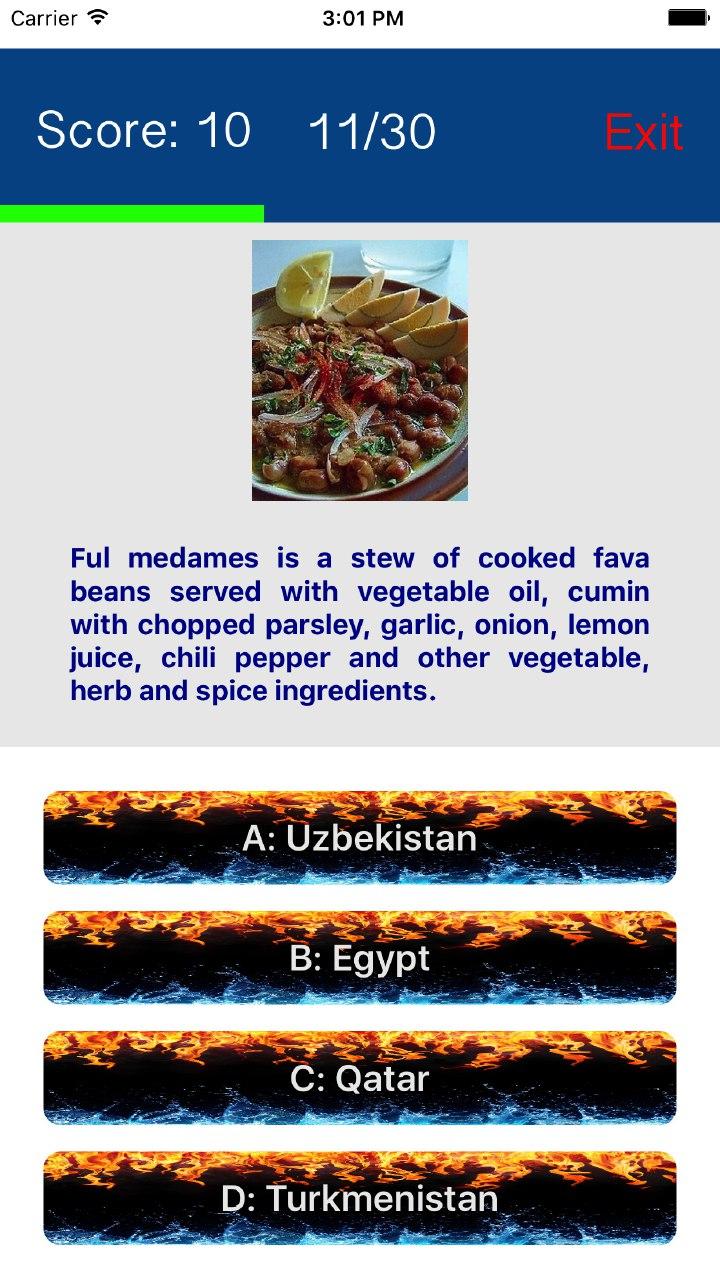 Carrier 3:01 PM
Score: 10 11/30 Exit
Ful medames is a stew of cooked fava
beans served with vegetable oil, cumin
with chopped parsley, garlic, onion, lemon
juice, chili pepper and other vegetable,
herb and spice ingredients.
A: Uzbekistan
B: Egypt
C: Qatar
D: Turkmenistan